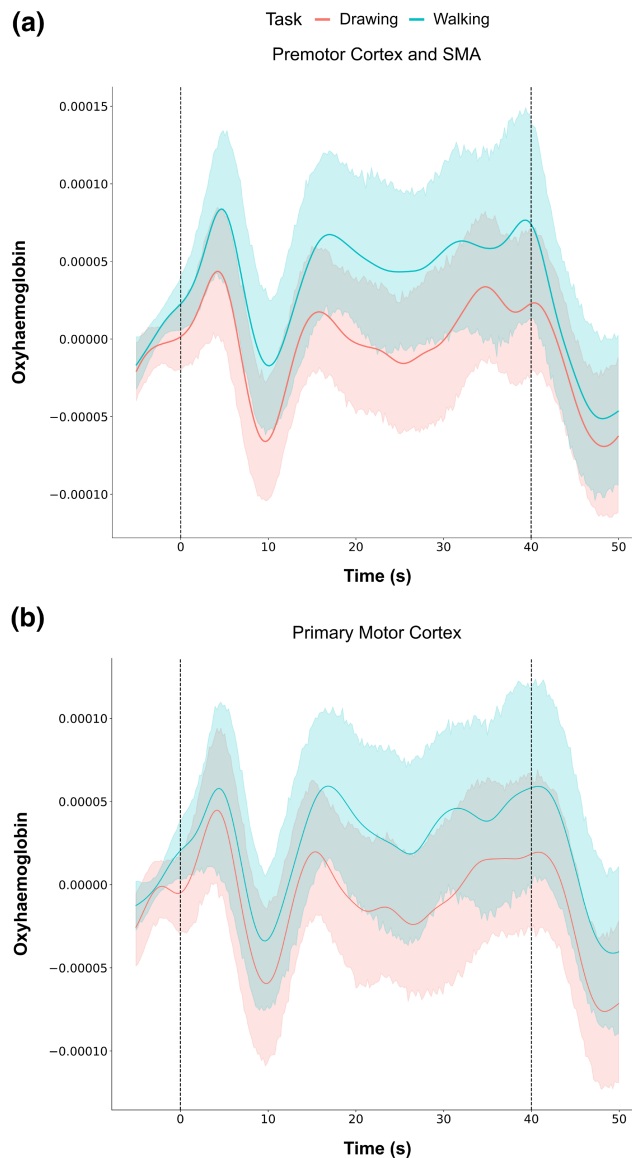 (a)
Task Drawing Walking
Premotor Cortex and SMA
0.00015
0.00010
0.00005
0.00000
−0.00005
−0.00010
Oxyhaemoglobin
0 10 20 30 40 50
Time (s)
(b)
Primary Motor Cortex
0.00010
0.00005
0.00000
−0.00005
−0.00010
Oxyhaemoglobin
0 10 20 30 40 50
Time (s)